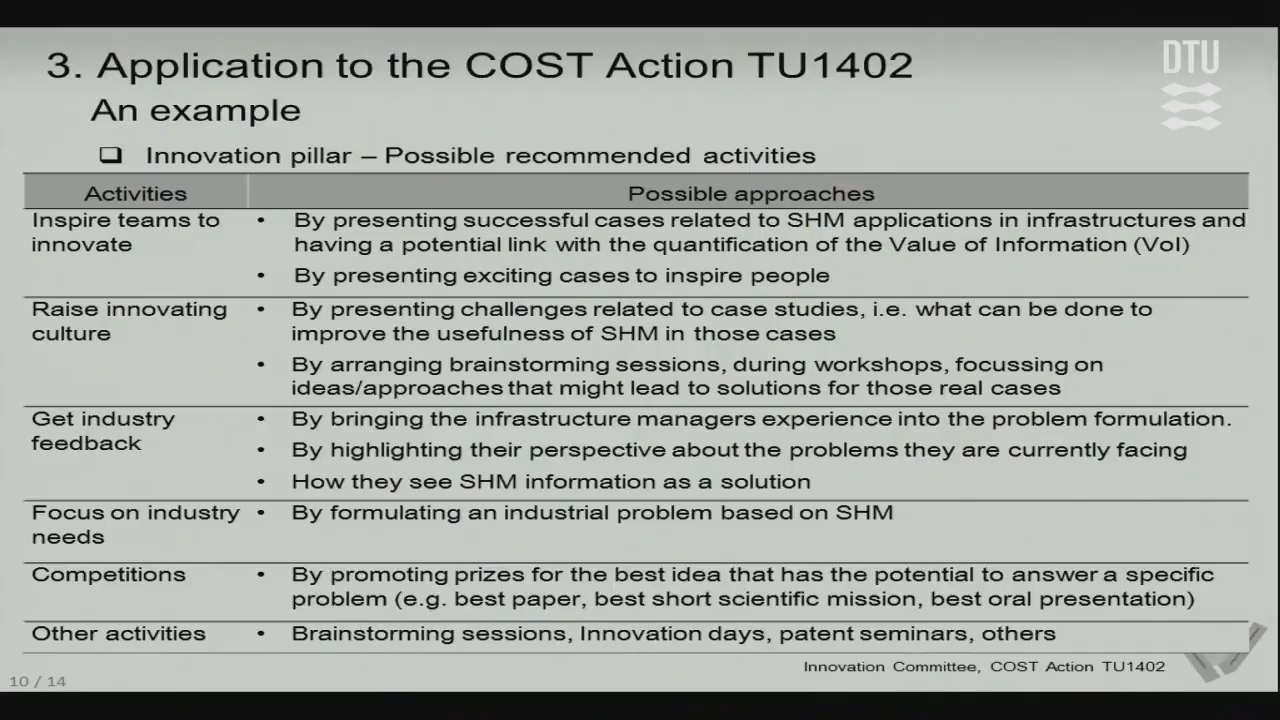 3. Application to the COST Action TU1402
DTU
An example
Innovation pillar – Possible recommended activities
Activities
Possible approaches
Inspire teams to
innovate
• By presenting successful cases related to SHM applications in infrastructures and
having a potential link with the quantification of the Value of Information (VoI)
• By presenting exciting cases to inspire people
Raise innovating
culture
• By presenting challenges related to case studies, i.e. what can be done to
improve the usefulness of SHM in those cases
• By arranging brainstorming sessions, during workshops, focussing on
ideas/approaches that might lead to solutions for those real cases
Get industry
feedback
• By bringing the infrastructure managers experience into the problem formulation.
• By highlighting their perspective about the problems they are currently facing
• How they see SHM information as a solution
Focus on industry
needs
• By formulating an industrial problem based on SHM
Competitions
• By promoting prizes for the best idea that has the potential to answer a specific
problem (e.g. best paper, best short scientific mission, best oral presentation)
Other activities
• Brainstorming sessions, Innovation days, patent seminars, others
Innovation Committee, COST Action TU1402
10 / 14